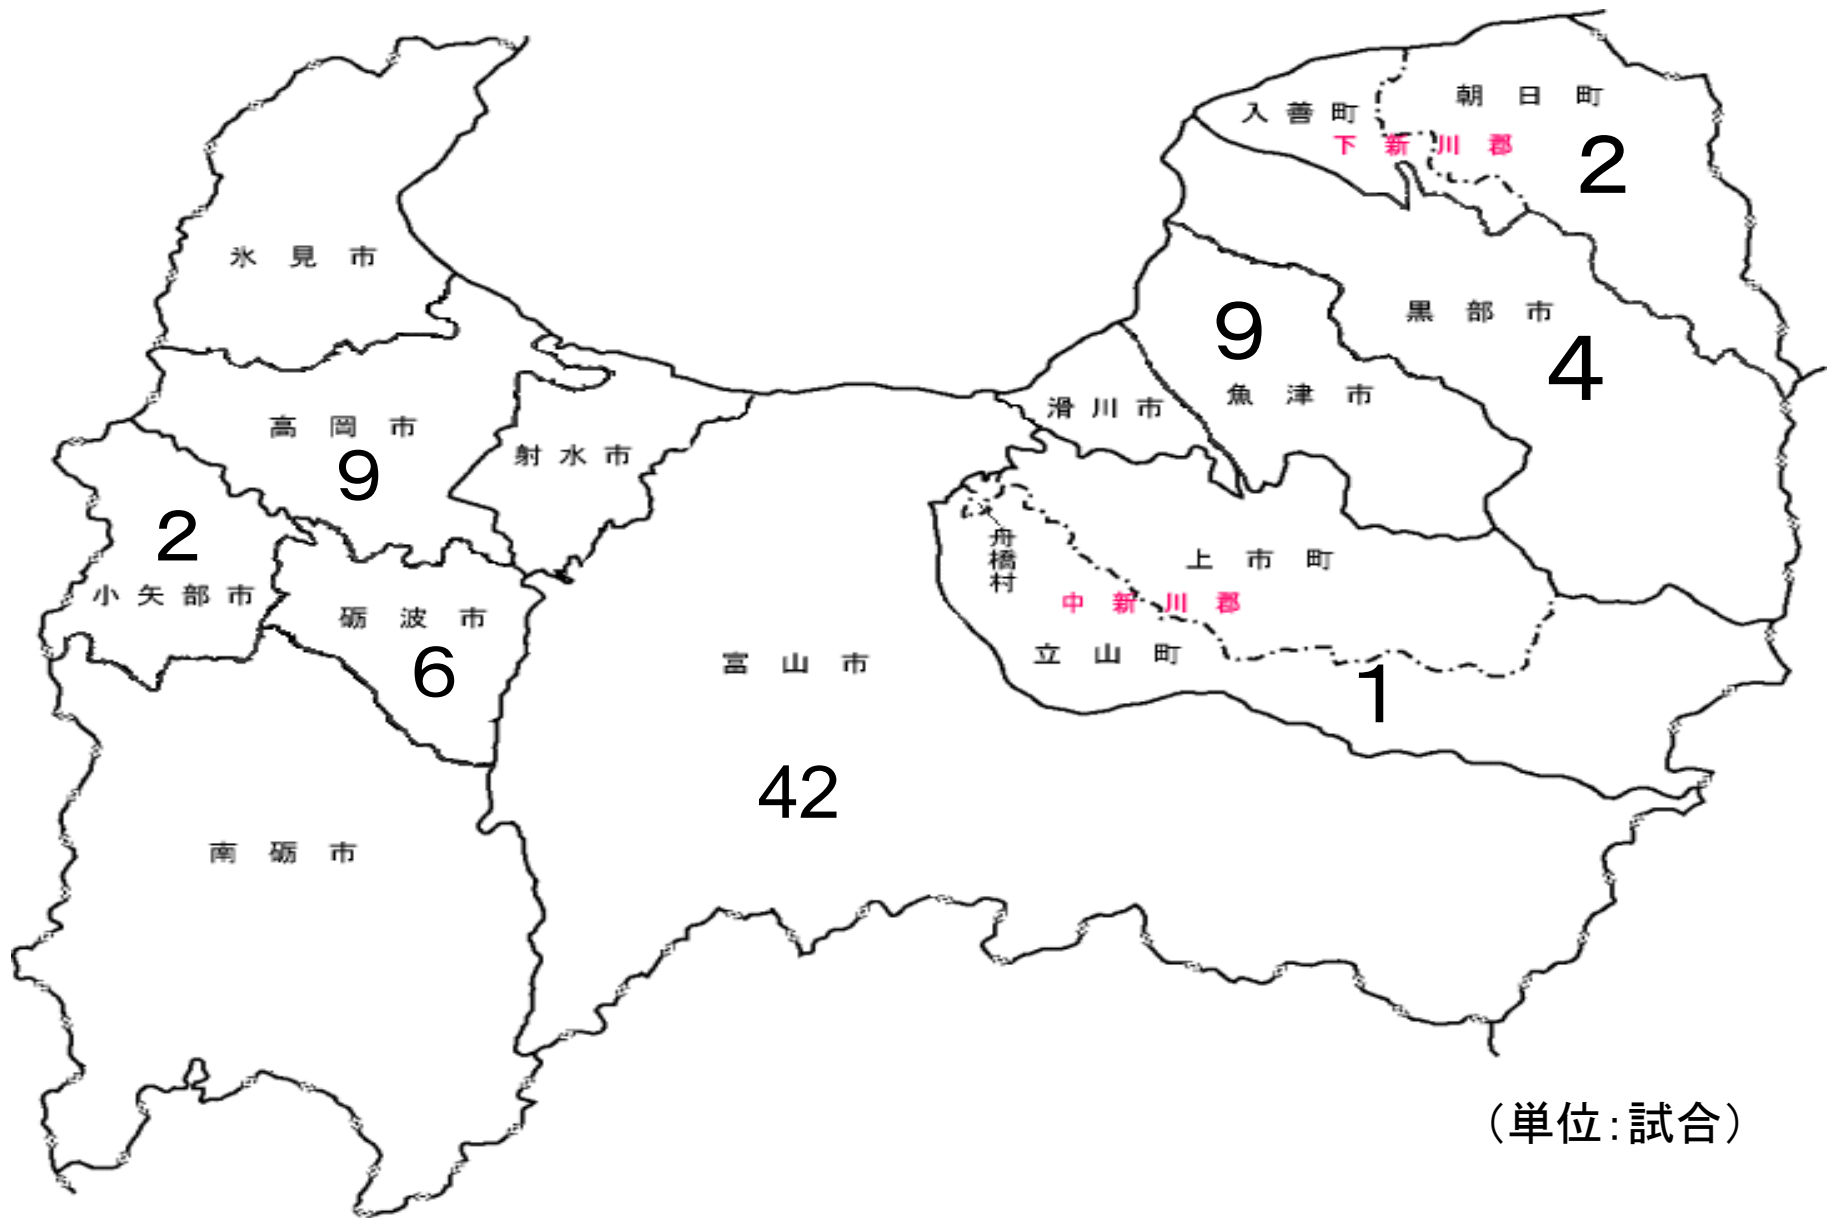 朝日町
入善町
下新川郡
2
氷見市
黒部市
9
4
魚津市
滑川市
高岡市
9
射水市
2
小矢部市
砺波市
6
舟橋村
上市町
中新川郡
立山町
1
富山市
42
南砺市
（単位：試合）